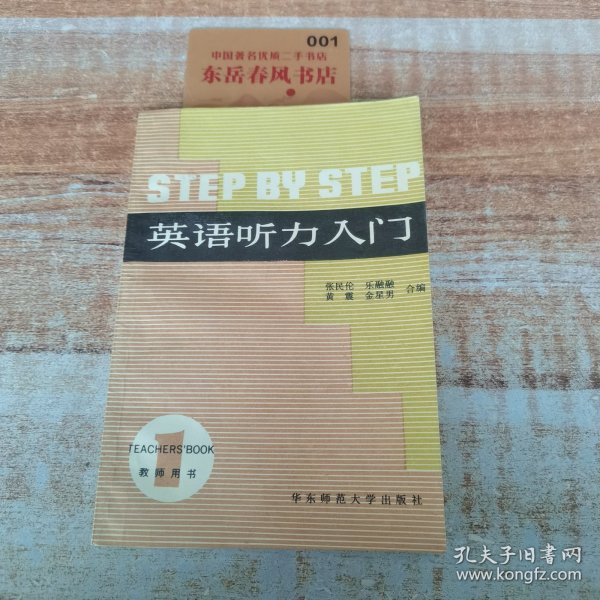 001
中国著名优质二手书店
东岳春风书店
STEP BY STEP
英语听力入门
张民伦 乐融融
黄震 金星男 合编
1
TEACHERS'BOOK
教师用书
华东师范大学出版社
孔夫子旧书网
www.kongfz.com